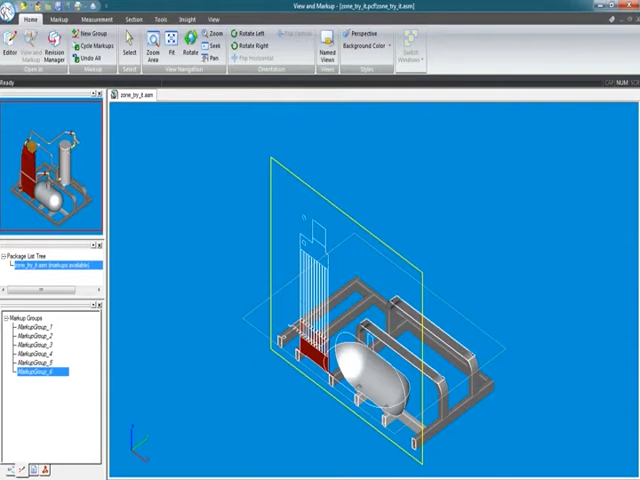 View and Markup - [zone_try_it.pcf\zone_try_it.asm]
Home Markup Measurement Section Tools Insight View
Editor
View and Markup
Revision Manager
Open In
New Group
Cycle Markups
Undo All
Markup
Select
Select
Zoom Area
Fit
Rotate
Zoom
Seek
Pan
View Navigation
Rotate Left
Rotate Right
Flip Horizontal
Flip Vertical
Orientation
Named Views
Views
Perspective
Background Color
Styles
Switch Windows
Windows
Ready
CAP NUM SCRL
zone_try_it.asm
Package List Tree
zone_try_it.asm (markups available)
Markup Groups
MarkupGroup_1
MarkupGroup_2
MarkupGroup_3
MarkupGroup_4
MarkupGroup_5
MarkupGroup_6